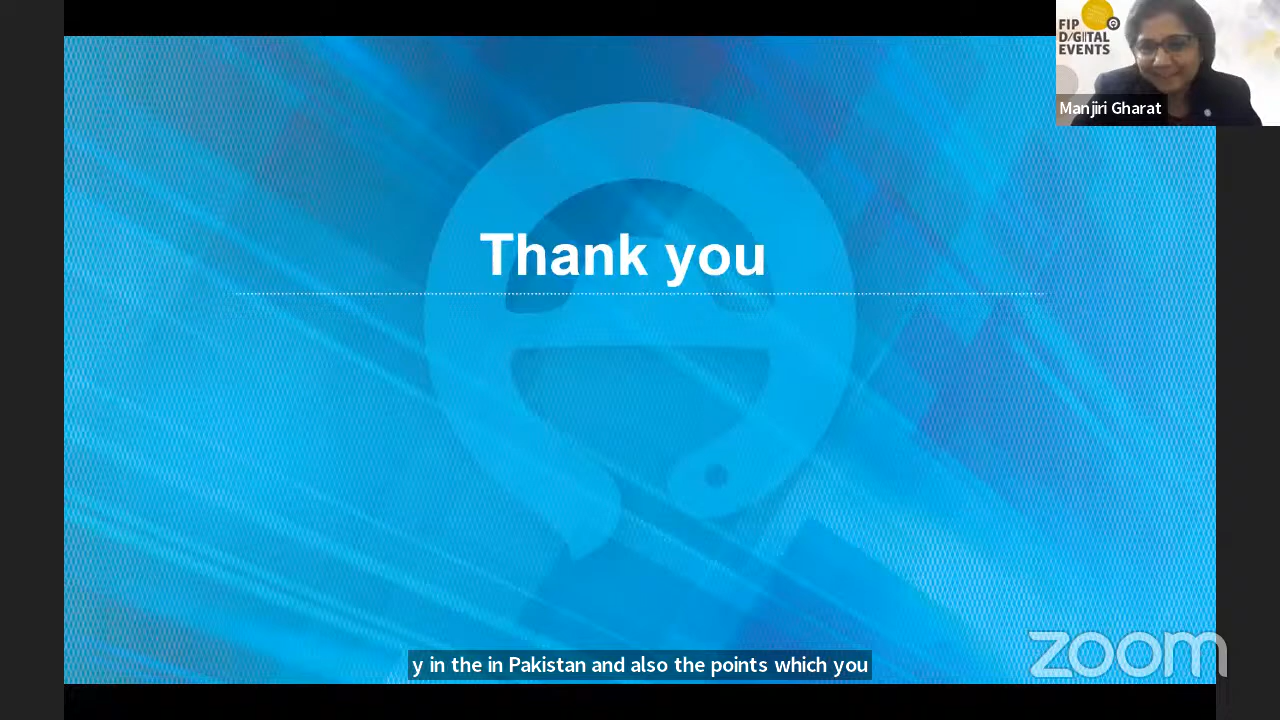 FIP
DIGITAL
EVENTS
Manjiri Gharat
Thank you
y in the in Pakistan and also the points which you
zoom